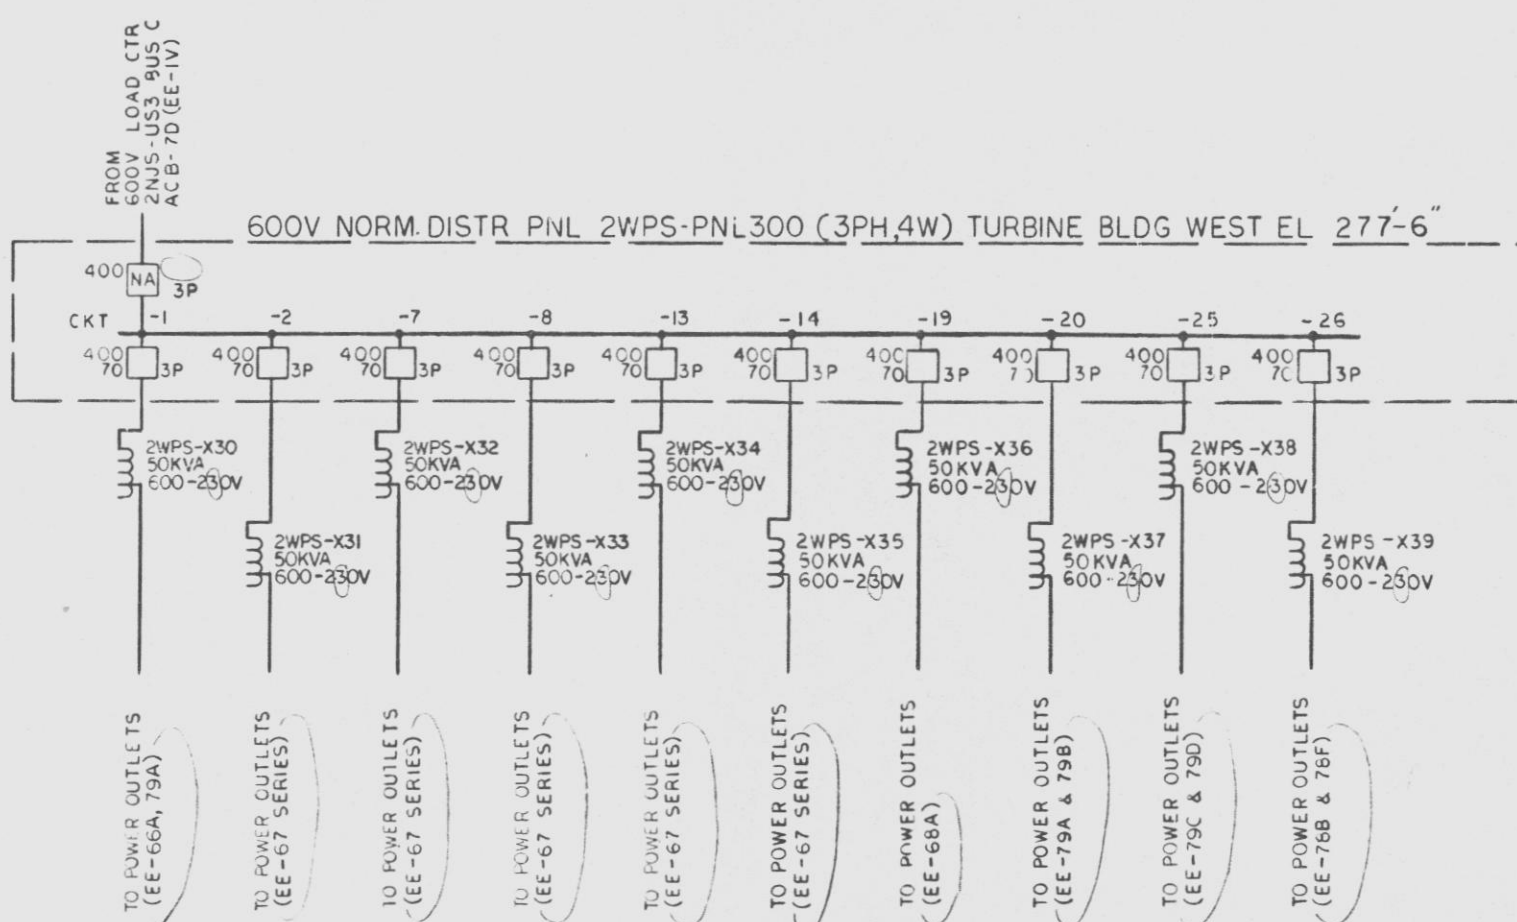 FROM
600V LOAD CTR
2NJS-US3 BUS C
ACB-7D (EE-1V)
600V NORM. DISTR PNL 2WPS-PNL300 (3PH,4W) TURBINE BLDG WEST EL 277'-6"
400 NA 3P
CKT -1 -2 -7 -8 -13 -14 -19 -20 -25 -26
400 400 400 400 400 400 400 400 400 400
70 3P 70 3P 70 3P 70 3P 70 3P 70 3P 70 3P 70 3P 70 3P 70 3P
2WPS-X30
50KVA
600-230V
2WPS-X32
50KVA
600-230V
2WPS-X34
50KVA
600-230V
2WPS-X36
50KVA
600-230V
2WPS-X38
50KVA
600-230V
2WPS-X31
50KVA
600-230V
2WPS-X33
50KVA
600-230V
2WPS-X35
50KVA
600-230V
2WPS-X37
50KVA
600-230V
2WPS-X39
50KVA
600-230V
TO POWER OUTLETS
(EE-66A, 79A)
TO POWER OUTLETS
(EE-67 SERIES)
TO POWER OUTLETS
(EE-67 SERIES)
TO POWER OUTLETS
(EE-67 SERIES)
TO POWER OUTLETS
(EE-67 SERIES)
TO POWER OUTLETS
(EE-67 SERIES)
TO POWER OUTLETS
(EE-68A)
TO POWER OUTLETS
(EE-79A & 79B)
TO POWER OUTLETS
(EE-79C & 79D)
TO POWER OUTLETS
(EE-76B & 76F)